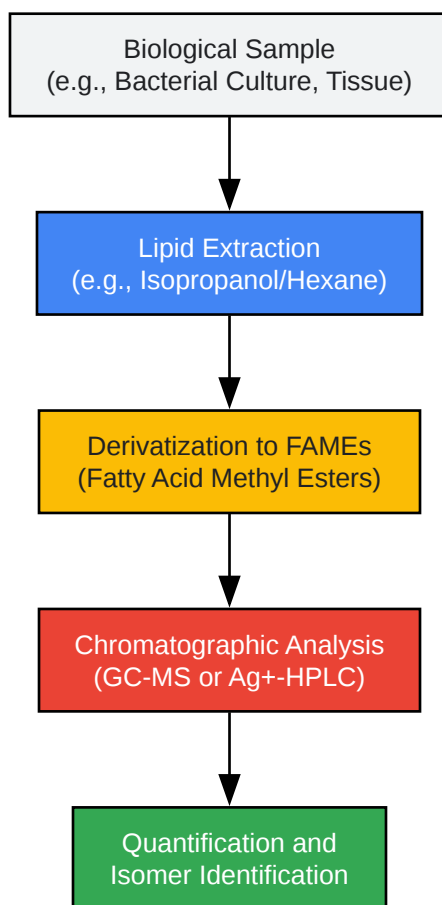 Biological Sample
(e.g., Bacterial Culture, Tissue)
Lipid Extraction
(e.g., Isopropanol/Hexane)
Derivatization to FAMEs
(Fatty Acid Methyl Esters)
Chromatographic Analysis
(GC-MS or Ag+-HPLC)
Quantification and
Isomer Identification